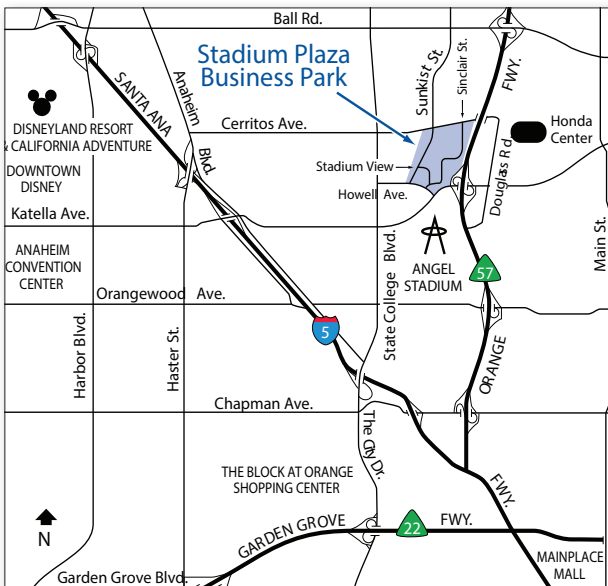 Ball Rd.
Stadium Plaza
Business Park
Sunkist St.
Sinclair St.
FWY.
SANTA ANA
Anaheim
Blvd.
Cerritos Ave.
Honda
Center
DISNEYLAND RESORT
& CALIFORNIA ADVENTURE
Stadium View
Douglass Rd.
DOWNTOWN
DISNEY
Howell Ave.
Katella Ave.
Main St.
ANAHEIM
CONVENTION
CENTER
State College Blvd.
ANGEL
STADIUM
57
Orangewood Ave.
5
Harbor Blvd.
Haster St.
ORANGE
Chapman Ave.
The City Dr.
THE BLOCK AT ORANGE
SHOPPING CENTER
FWY.
N
GARDEN GROVE
22
FWY.
MAINPLACE
MALL
Garden Grove Blvd.